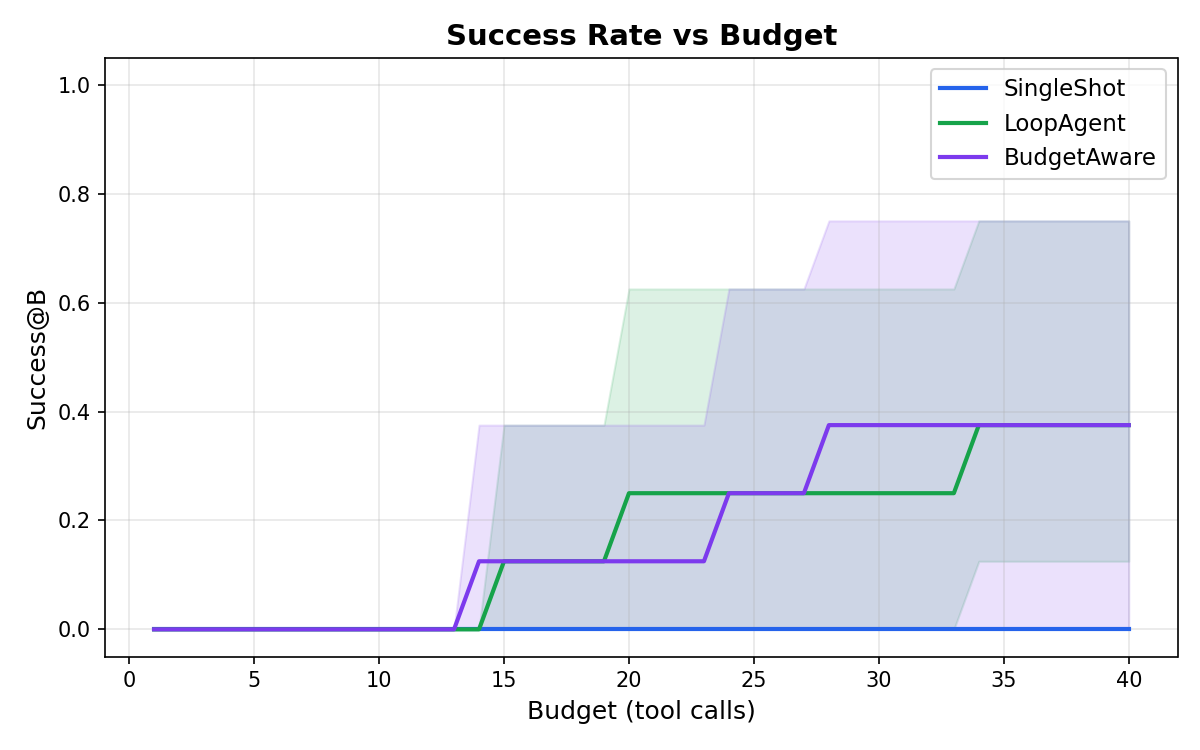 Success Rate vs Budget
SingleShot
LoopAgent
BudgetAware
Success@B
1.0
0.8
0.6
0.4
0.2
0.0
0 5 10 15 20 25 30 35 40
Budget (tool calls)